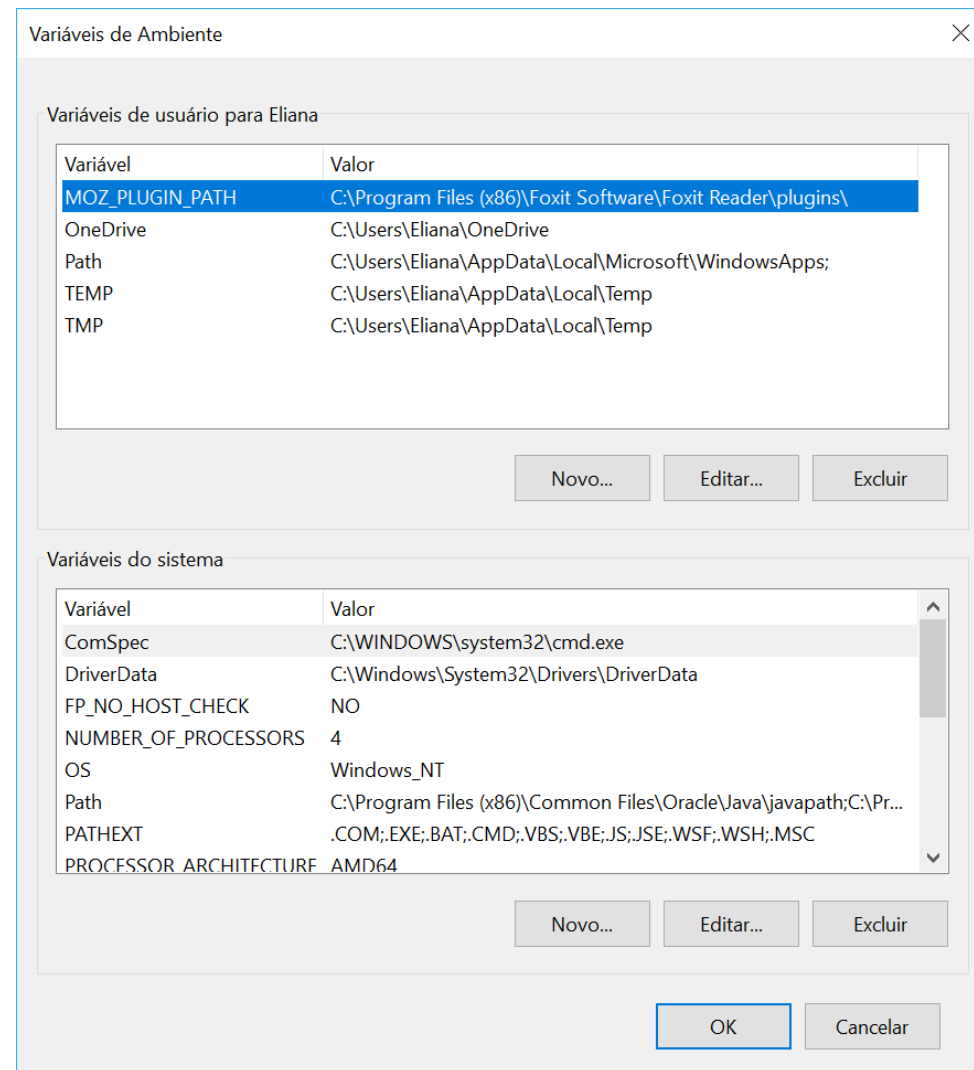 Variáveis de Ambiente
Variáveis de usuário para Eliana
Variável Valor
MOZ_PLUGIN_PATH C:\Program Files (x86)\Foxit Software\Foxit Reader\plugins\
OneDrive C:\Users\Eliana\OneDrive
Path C:\Users\Eliana\AppData\Local\Microsoft\WindowsApps;
TEMP C:\Users\Eliana\AppData\Local\Temp
TMP C:\Users\Eliana\AppData\Local\Temp
Novo... Editar... Excluir
Variáveis do sistema
Variável Valor
ComSpec C:\WINDOWS\system32\cmd.exe
DriverData C:\Windows\System32\Drivers\DriverData
FP_NO_HOST_CHECK NO
NUMBER_OF_PROCESSORS 4
OS Windows_NT
Path C:\Program Files (x86)\Common Files\Oracle\Java\javapath;C:\Pr...
PATHEXT .COM;.EXE;.BAT;.CMD;.VBS;.VBE;.JS;.JSE;.WSF;.WSH;.MSC
PROCESSOR_ARCHITECTURE AMD64
Novo... Editar... Excluir
OK Cancelar